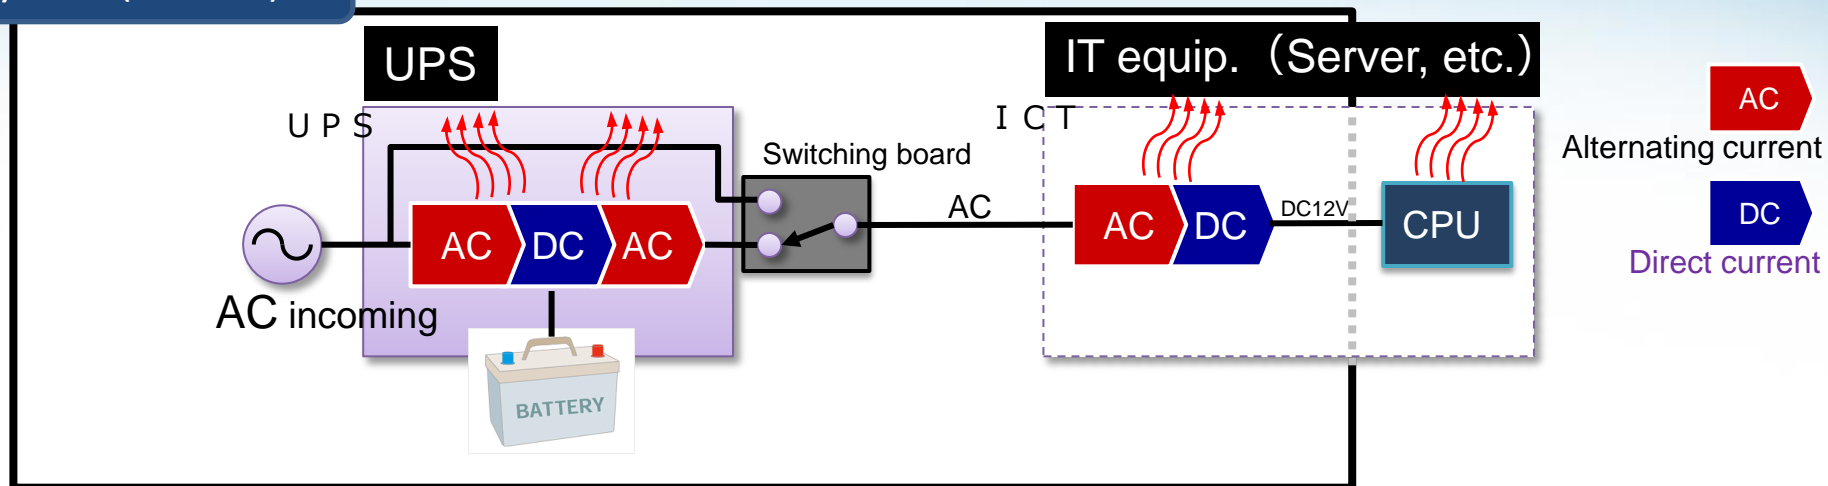 UPS
IT equip.（Server, etc.）
ＵＰＳ
ＩＣＴ
AC
Alternating current
Switching board
AC
AC DC AC
AC DC
DC12V
CPU
DC
Direct current
AC incoming
BATTERY